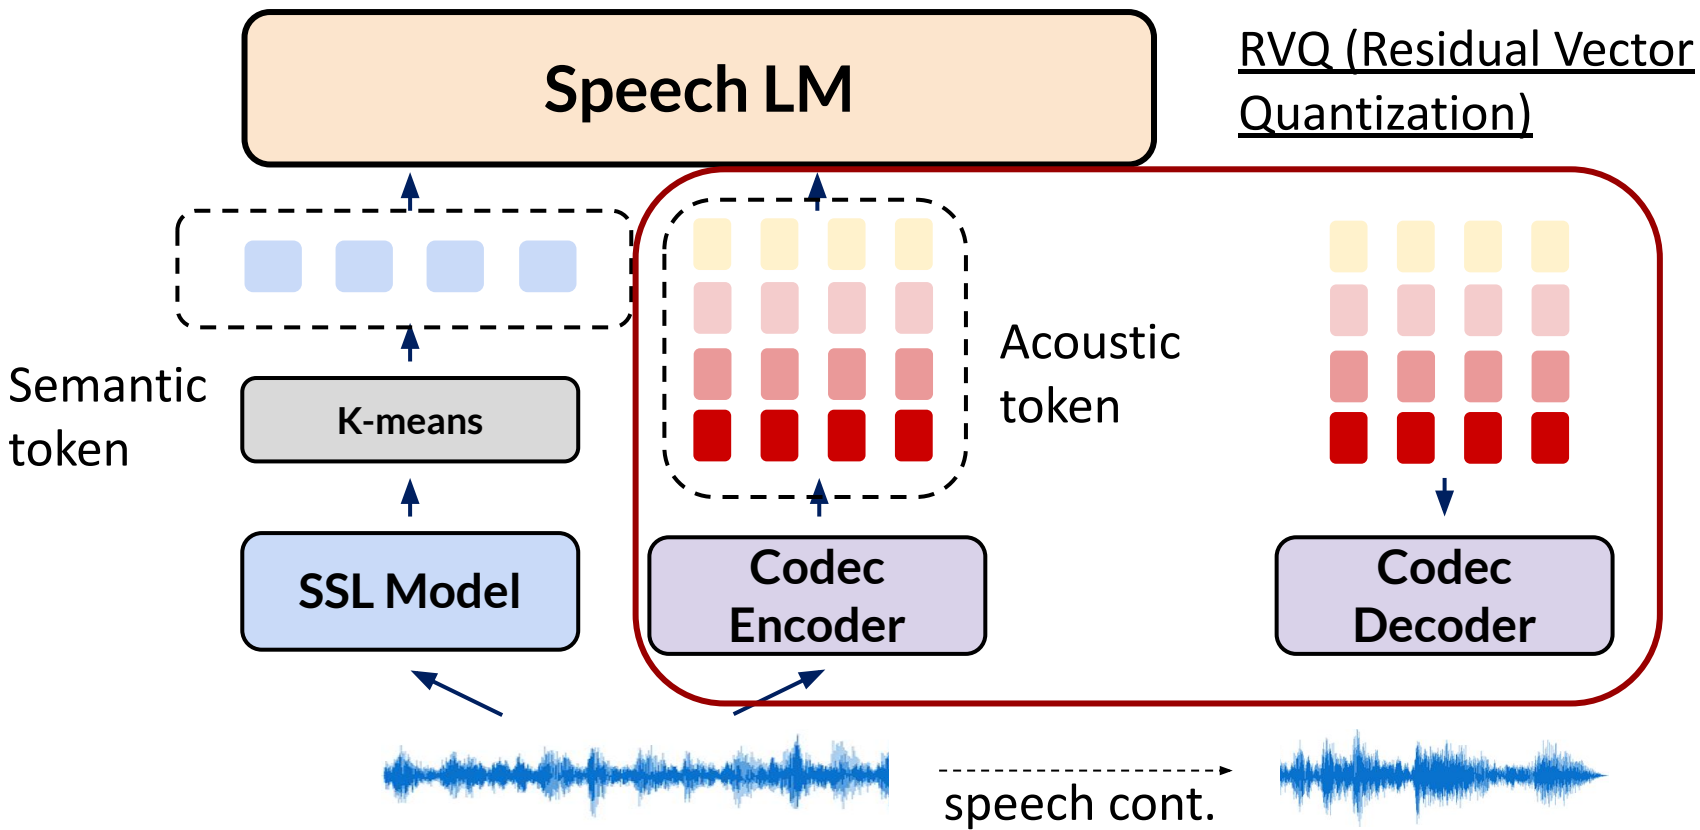 Speech LM
RVQ (Residual Vector
Quantization)
Semantic
token
K-means
SSL Model
Acoustic
token
Codec
Encoder
Codec
Decoder
speech cont.